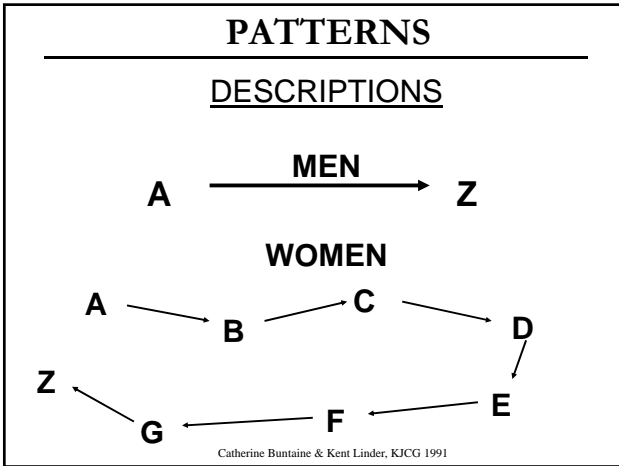 PATTERNS
DESCRIPTIONS
MEN
A Z
WOMEN
A B C D
Z G F E
Catherine Buntaine & Kent Linder, KJCG 1991